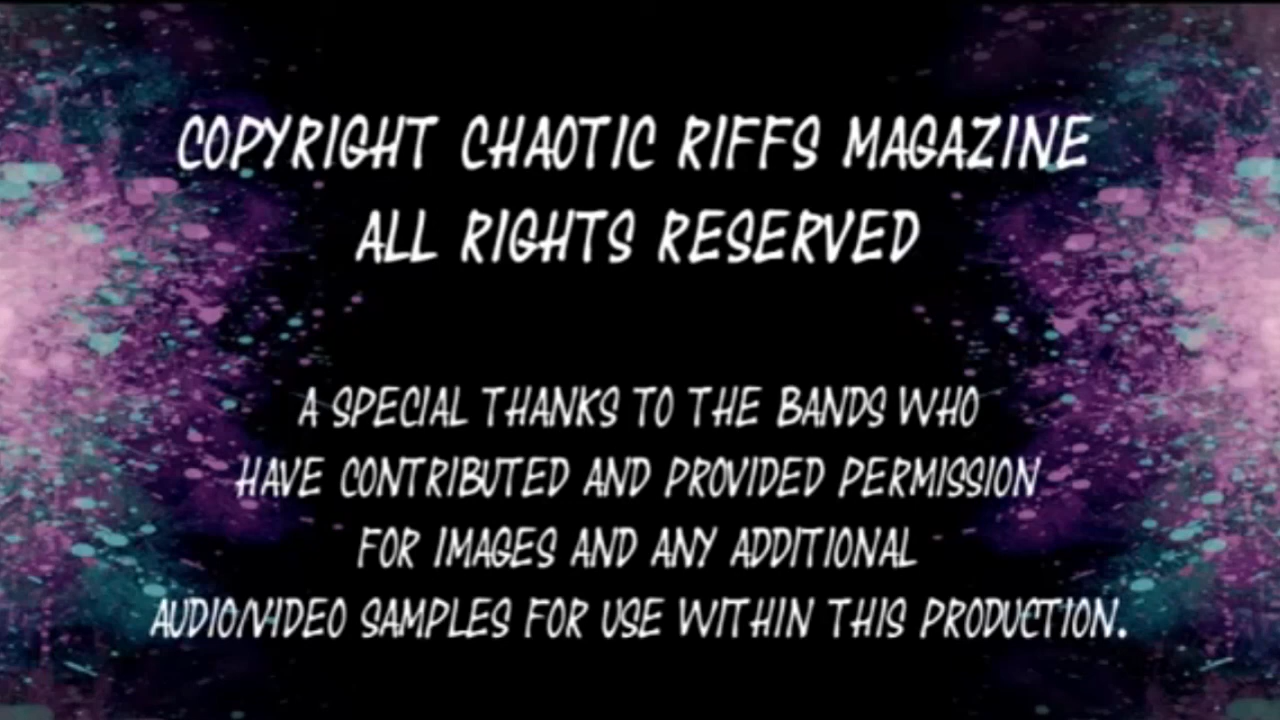 COPYRIGHT CHAOTIC RIFFS MAGAZINE
ALL RIGHTS RESERVED
A SPECIAL THANKS TO THE BANDS WHO
HAVE CONTRIBUTED AND PROVIDED PERMISSION
FOR IMAGES AND ANY ADDITIONAL
AUDIO/VIDEO SAMPLES FOR USE WITHIN THIS PRODUCTION.